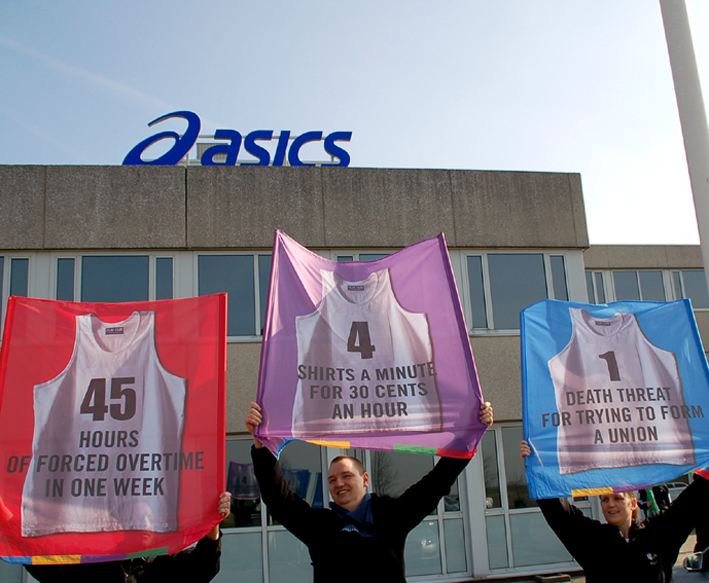 asics
45
HOURS
OF FORCED OVERTIME
IN ONE WEEK
4
SHIRTS A MINUTE
FOR 30 CENTS
AN HOUR
1
DEATH THREAT
FOR TRYING TO FORM
A UNION